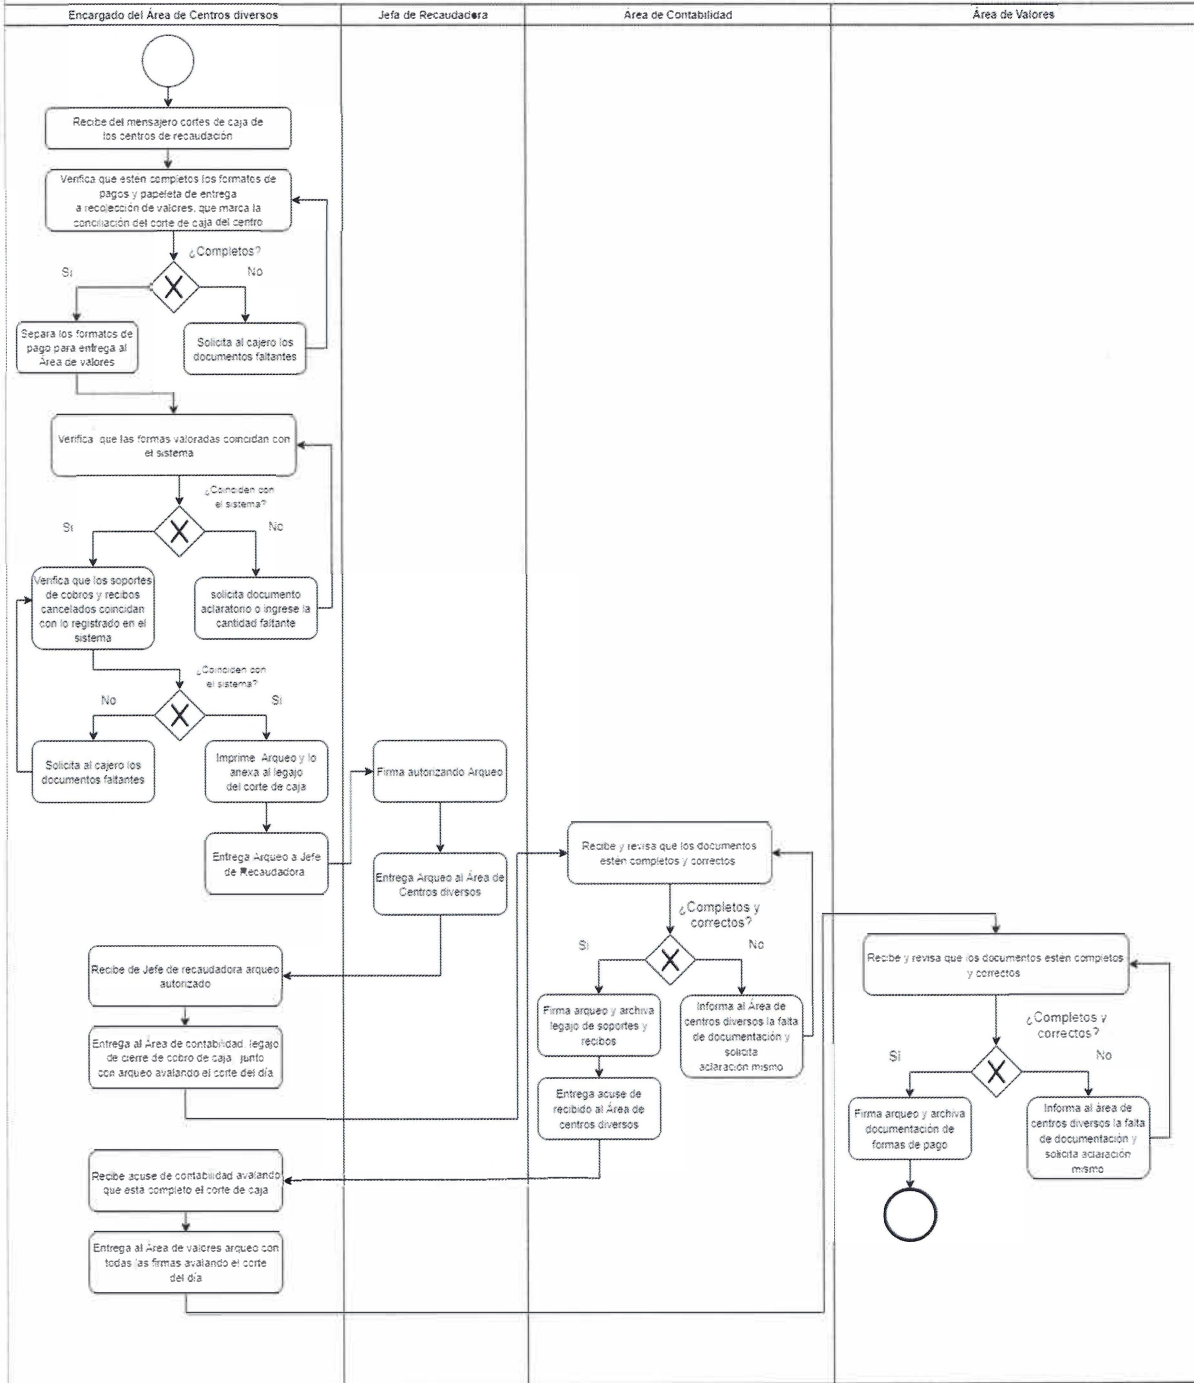 Encargado del Área de Centros diversos
Jefa de Recaudadora
Área de Contabilidad
Área de Valores
Recibe del mensajero cortes de caja de
los centros de recaudación
Verifica que esten completos los formatos de
pagos y papeleta de entrega
a recolección de valores, que marca la
conciliación del corte de caja del centro
¿Completos?
Si
No
Separa los formatos de
pago para entrega al
Área de valores
Solicita al cajero los
documentos faltantes
Verifica que las formas valoradas coincidan con
el sistema
¿Coinciden con
el sistema?
Si
No
Verifica que los soportes
de cobros y recibos
cancelados coincidan
con lo registrado en el
sistema
solicita documento
aclaratorio o ingrese la
cantidad faltante
¿Coinciden con
el sistema?
No
Si
Solicita al cajero los
documentos faltantes
Imprime Arqueo y lo
anexa al legajo
del corte de caja
Firma autorizando Arqueo
Entrega Arqueo a Jefe
de Recaudadora
Entrega Arqueo al Área de
Centros diversos
Recibe y revisa que los documentos
estén completos y correctos
¿Completos y
correctos?
Si
No
Recibe de Jefe de recaudadora arqueo
autorizado
Firma arqueo y archiva
legajo de soportes y
recibos
Informa al Área de
centros diversos la falta
de documentación y
solicita
aclaración mismo
Entrega al Área de contabilidad, legajo
de cierre de cobro de caja, junto
con arqueo avalando el corte del día
Entrega acuse de
recibido al Área de
centros diversos
Recibe acuse de contabilidad avalando
que está completo el corte de caja
Entrega al Área de valores arqueo con
todas las firmas avalando el corte
del día
Recibe y revisa que los documentos estén completos
y correctos
¿Completos y
correctos?
Si
No
Firma arqueo y archiva
documentación de
formas de pago
Informa al área de
centros diversos la falta
de documentación y
solicita aclaración
mismo